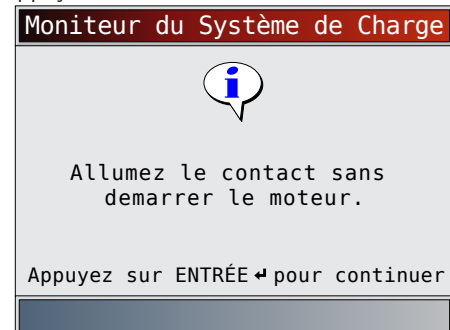 Moniteur du Système de Charge
i
Allumez le contact sans
demarrer le moteur.
Appuyez sur ENTRÉE ↵ pour continuer